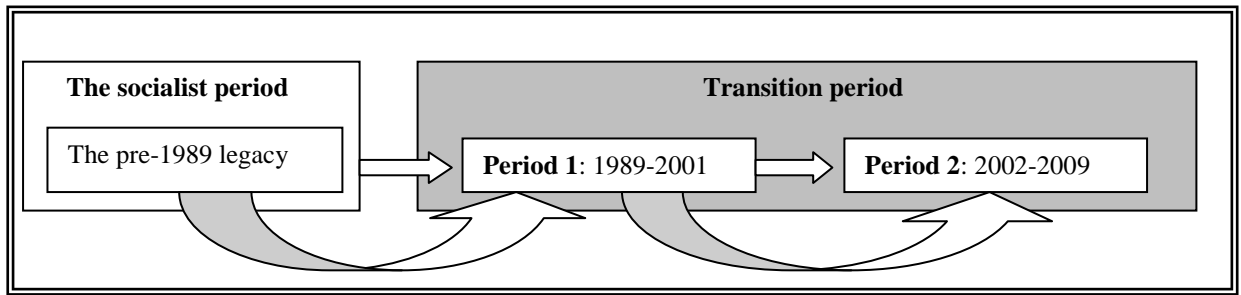 The socialist period
Transition period
The pre-1989 legacy
Period 1: 1989-2001
Period 2: 2002-2009